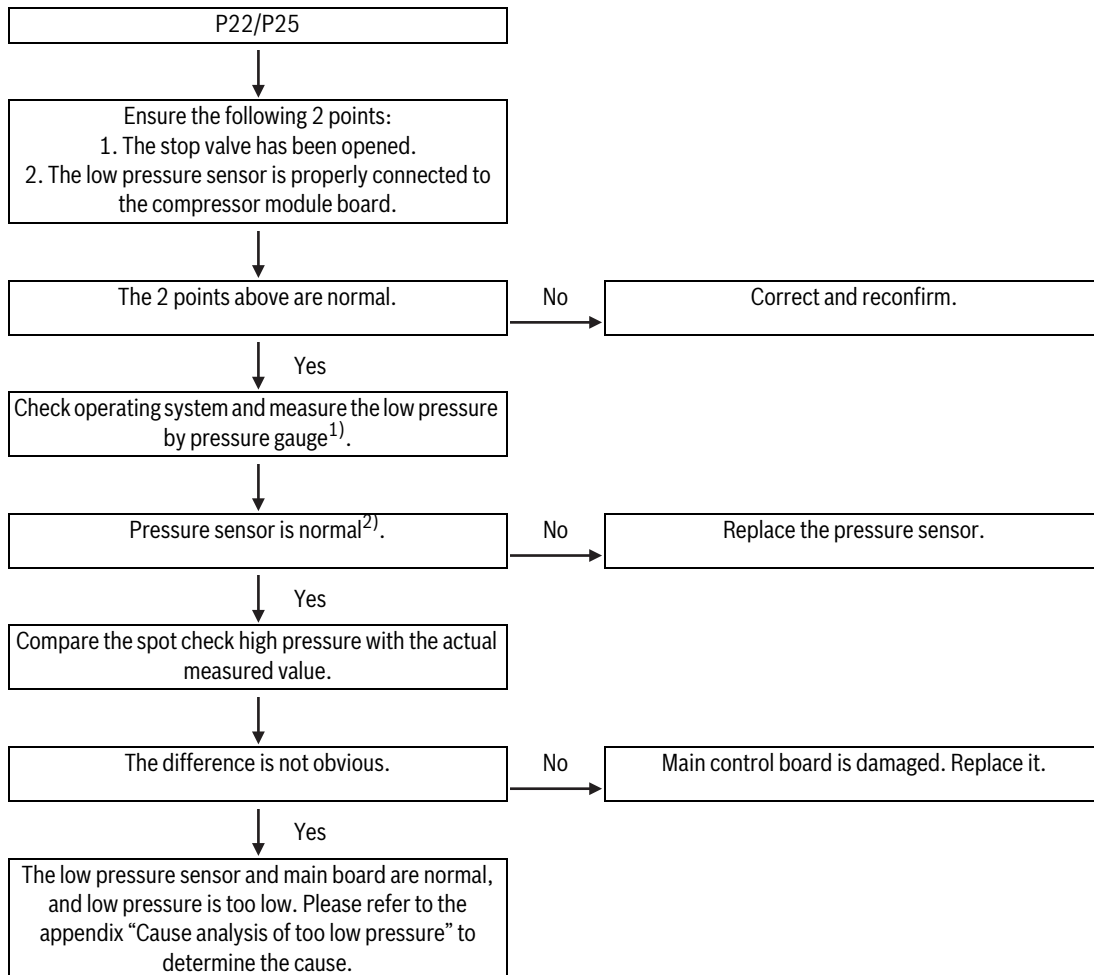 P22/P25
Ensure the following 2 points:
1. The stop valve has been opened.
2. The low pressure sensor is properly connected to
the compressor module board.
The 2 points above are normal.
No
Correct and reconfirm.
Yes
Check operating system and measure the low pressure
by pressure gauge1).
Pressure sensor is normal2).
No
Replace the pressure sensor.
Yes
Compare the spot check high pressure with the actual
measured value.
The difference is not obvious.
No
Main control board is damaged. Replace it.
Yes
The low pressure sensor and main board are normal,
and low pressure is too low. Please refer to the
appendix “Cause analysis of too low pressure” to
determine the cause.